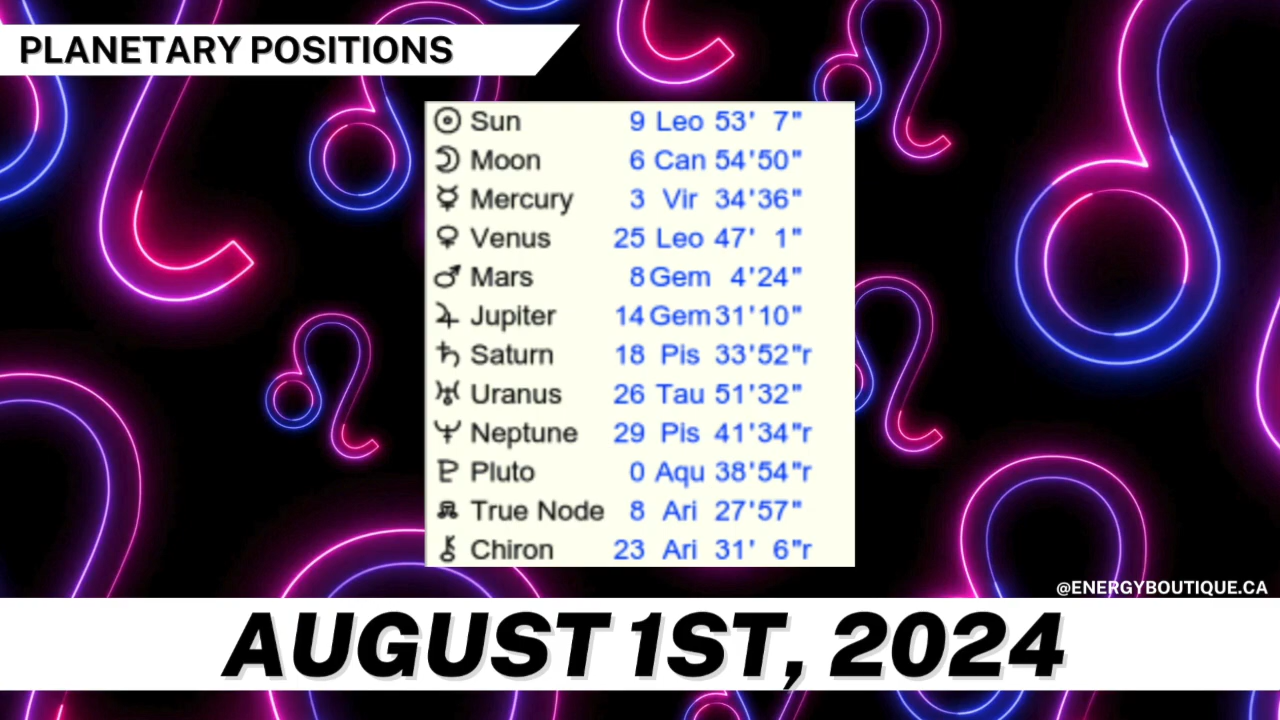 PLANETARY POSITIONS
Sun 9 Leo 53' 7"
Moon 6 Can 54'50"
Mercury 3 Vir 34'36"
Venus 25 Leo 47' 1"
Mars 8 Gem 4'24"
Jupiter 14 Gem 31'10"
Saturn 18 Pis 33'52"r
Uranus 26 Tau 51'32"
Neptune 29 Pis 41'34"r
Pluto 0 Aqu 38'54"r
True Node 8 Ari 27'57"
Chiron 23 Ari 31' 6"r
@ENERGYBOUTIQUE.CA
AUGUST 1ST, 2024